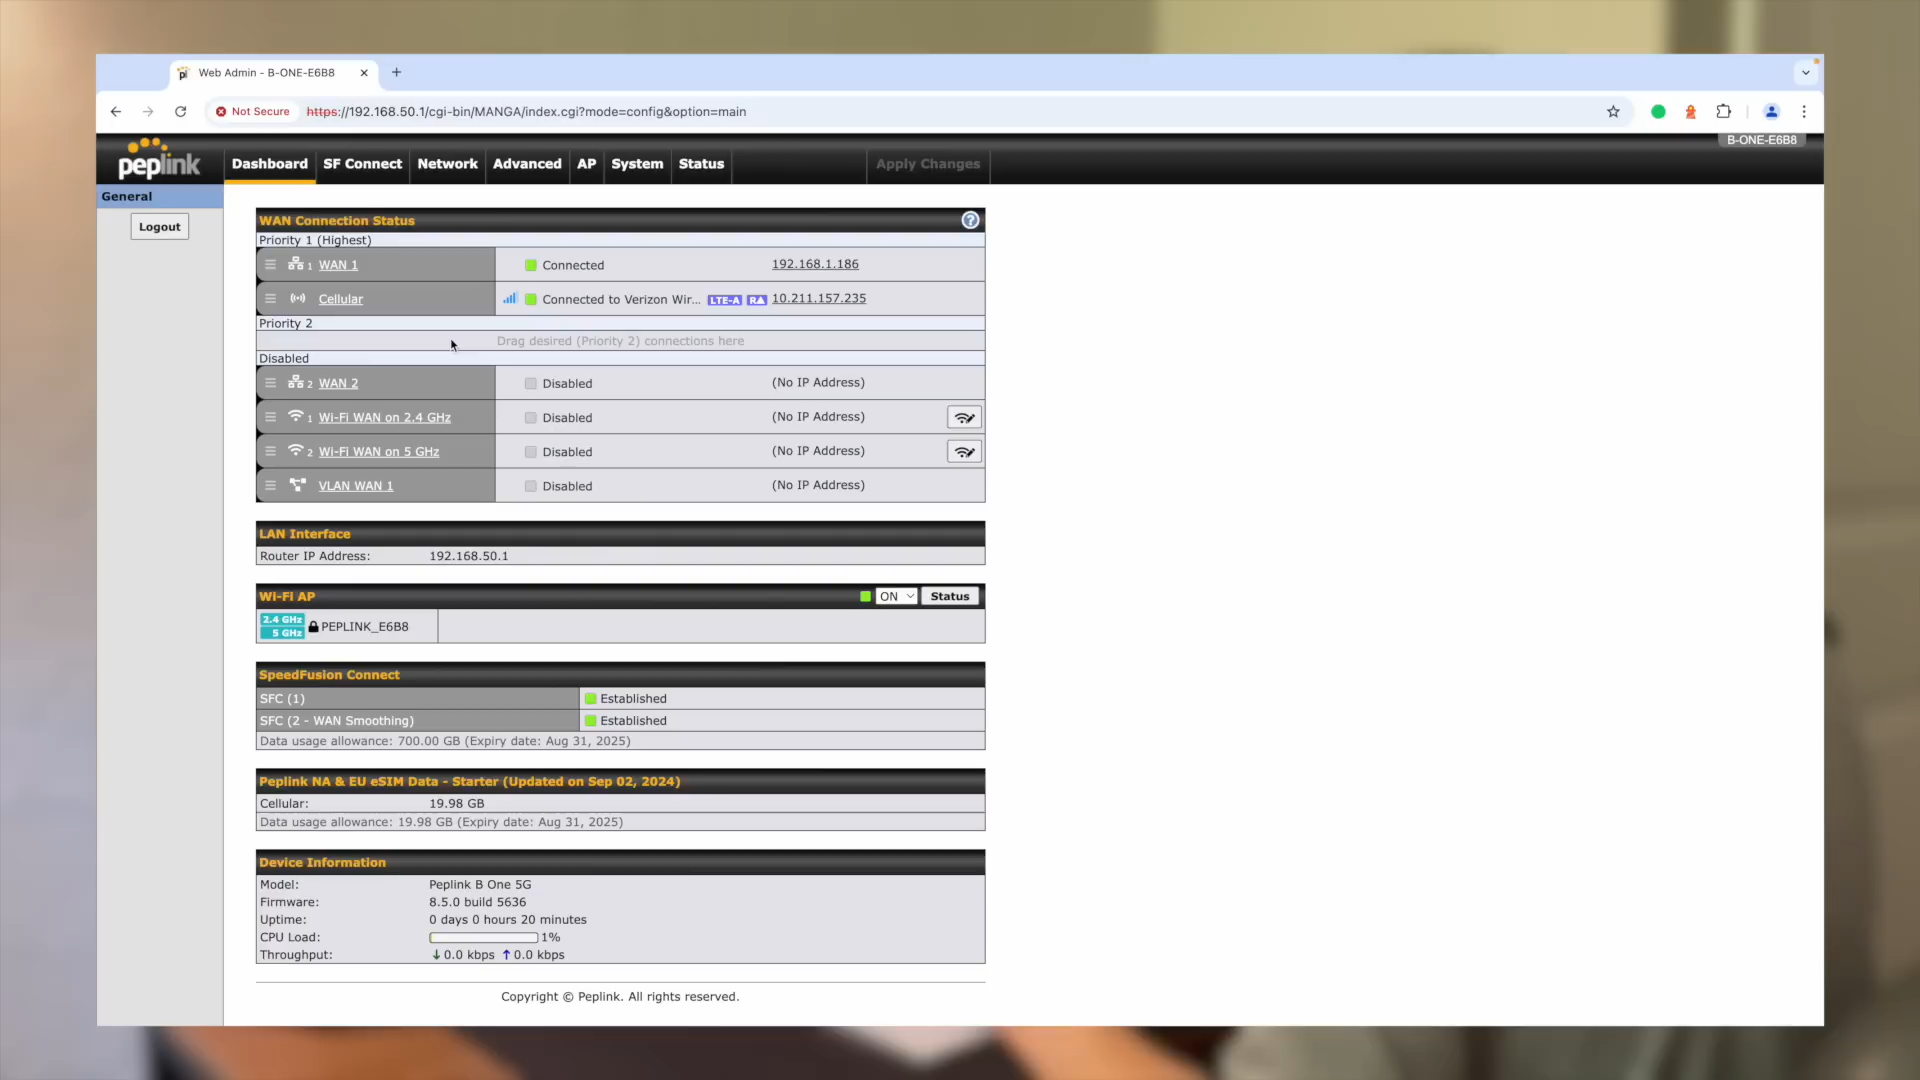 Web Admin - B-ONE-E6B8
Not Secure https://192.168.50.1/cgi-bin/MANGA/index.cgi?mode=config&option=main
B-ONE-E6B8
peplink Dashboard SF Connect Network Advanced AP System Status Apply Changes
General
Logout
WAN Connection Status
Priority 1 (Highest)
1 WAN 1 Connected 192.168.1.186
Cellular Connected to Verizon Wir... LTE-A RA 10.211.157.235
Priority 2
Drag desired (Priority 2) connections here
Disabled
2 WAN 2 Disabled (No IP Address)
1 Wi-Fi WAN on 2.4 GHz Disabled (No IP Address)
2 Wi-Fi WAN on 5 GHz Disabled (No IP Address)
VLAN WAN 1 Disabled (No IP Address)
LAN Interface
Router IP Address: 192.168.50.1
Wi-Fi AP ON Status
2.4 GHz
5 GHz
PEPLINK_E6B8
SpeedFusion Connect
SFC (1) Established
SFC (2 - WAN Smoothing) Established
Data usage allowance: 700.00 GB (Expiry date: Aug 31, 2025)
Peplink NA & EU eSIM Data - Starter (Updated on Sep 02, 2024)
Cellular: 19.98 GB
Data usage allowance: 19.98 GB (Expiry date: Aug 31, 2025)
Device Information
Model: Peplink B One 5G
Firmware: 8.5.0 build 5636
Uptime: 0 days 0 hours 20 minutes
CPU Load: 1%
Throughput: ↓0.0 kbps ↑0.0 kbps
Copyright © Peplink. All rights reserved.